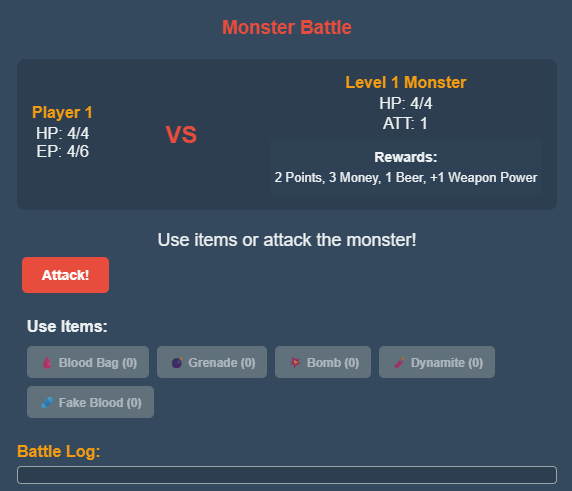 Monster Battle
Player 1
HP: 4/4
EP: 4/6
VS
Level 1 Monster
HP: 4/4
ATT: 1
Rewards:
2 Points, 3 Money, 1 Beer, +1 Weapon Power
Use items or attack the monster!
Attack!
Use Items:
Blood Bag (0) Grenade (0) Bomb (0) Dynamite (0)
Fake Blood (0)
Battle Log: